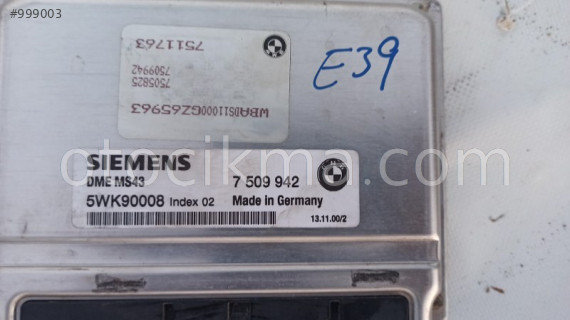 #999003
7511763
7509942
7505825
WBADS11000GZ65963
E39
SIEMENS
DME MS43
7 509 942
5WK90008 Index 02
Made in Germany
13.11.00/2
otocikma.com